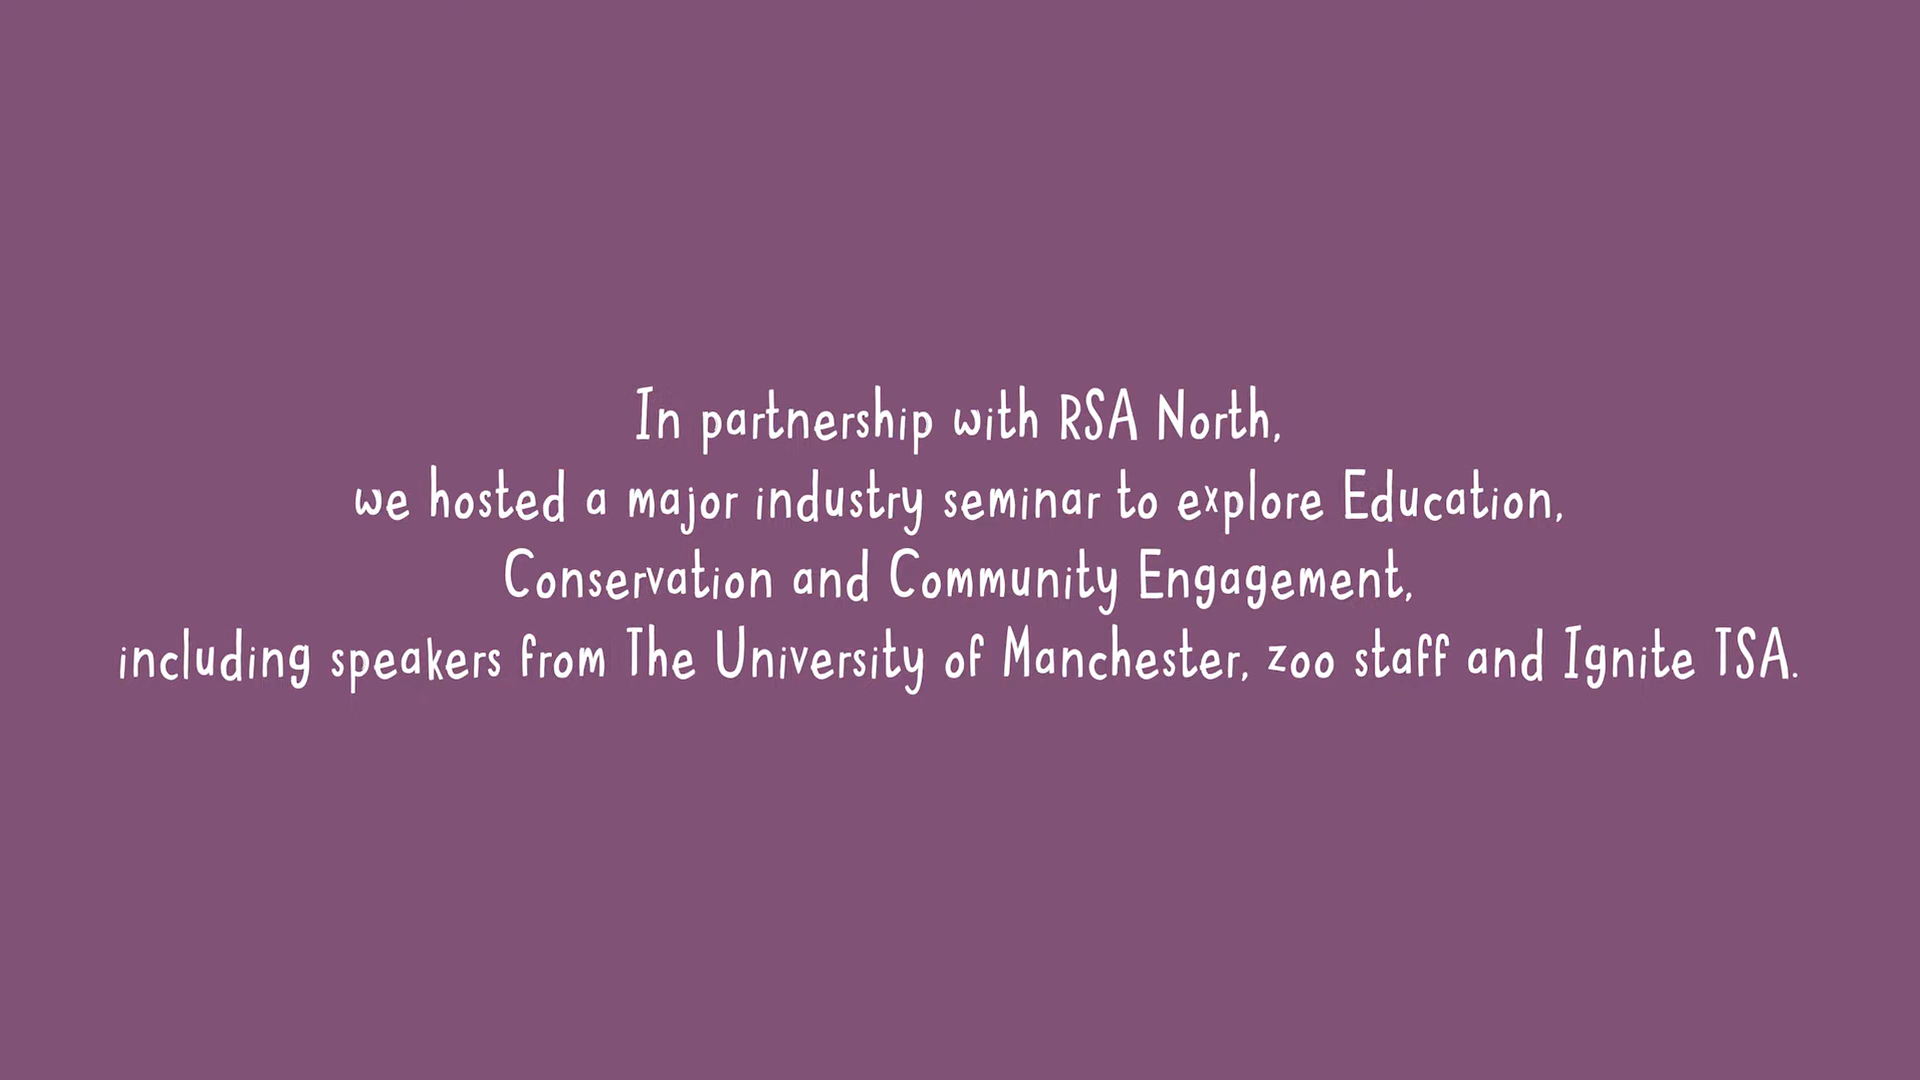 In partnership with RSA North,
we hosted a major industry seminar to explore Education,
Conservation and Community Engagement,
including speakers from The University of Manchester, zoo staff and Ignite TSA.